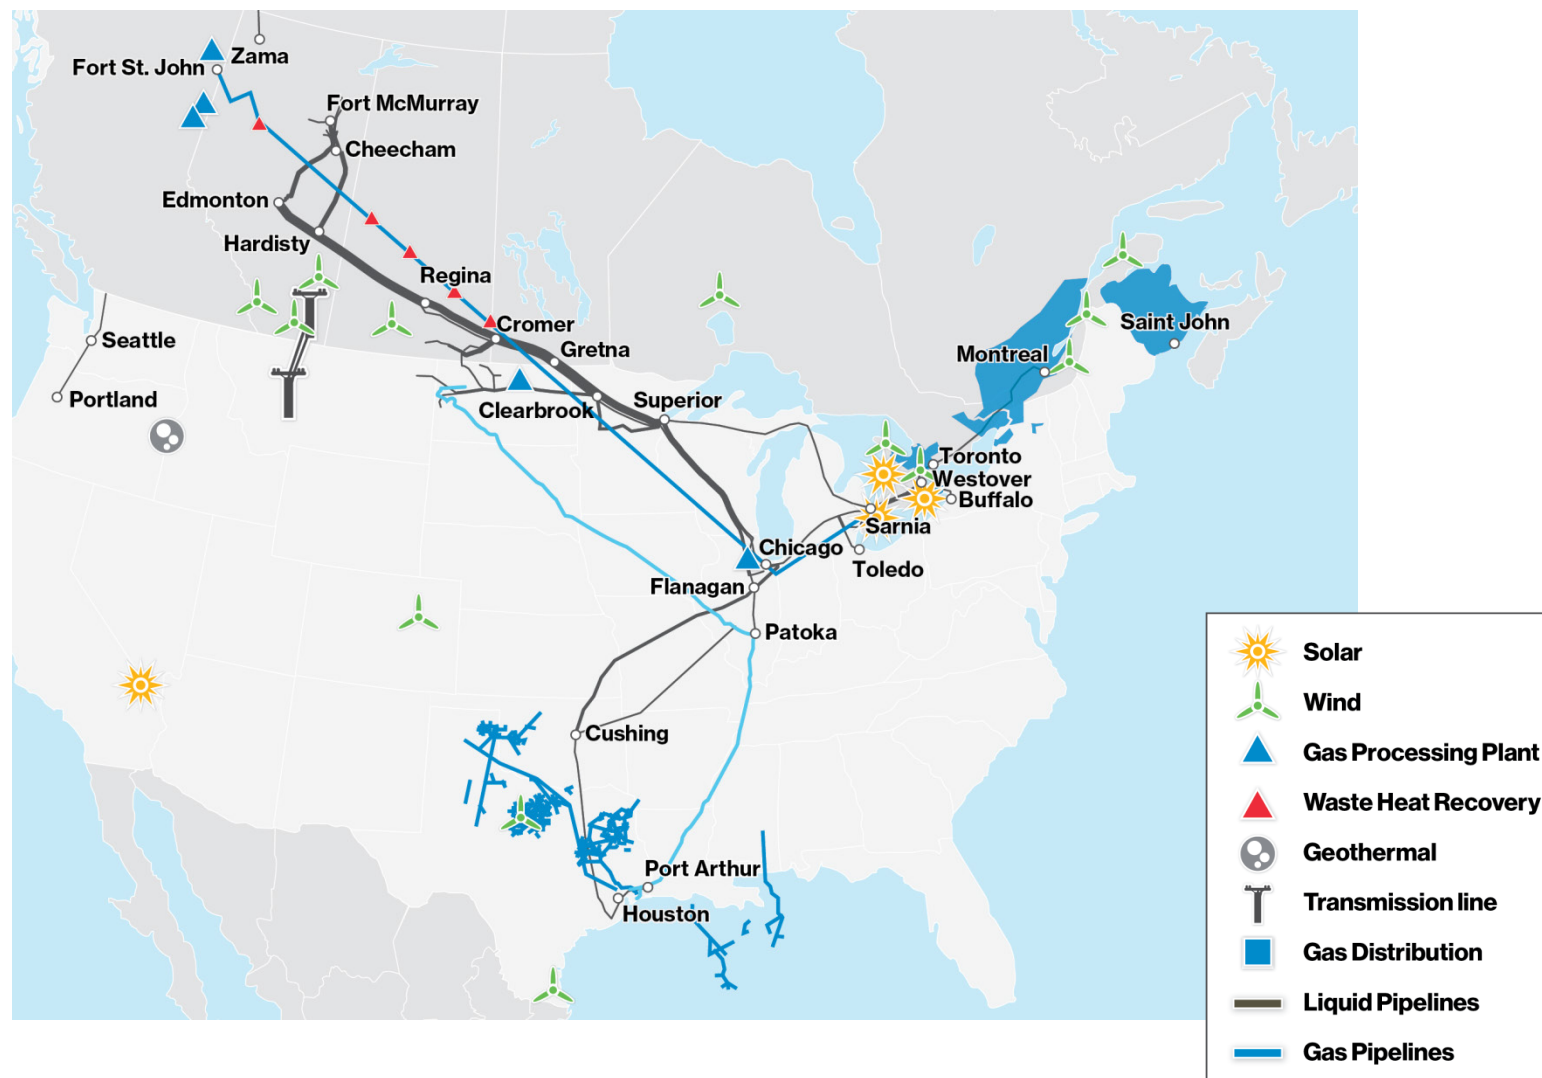 Zama
Fort St. John
Fort McMurray
Cheecham
Edmonton
Hardisty
Regina
Cromer
Gretna
Seattle
Portland
Clearbrook
Superior
Saint John
Montreal
Toronto
Westover
Buffalo
Sarnia
Chicago
Toledo
Flanagan
Patoka
Cushing
Port Arthur
Houston
Solar
Wind
Gas Processing Plant
Waste Heat Recovery
Geothermal
Transmission line
Gas Distribution
Liquid Pipelines
Gas Pipelines